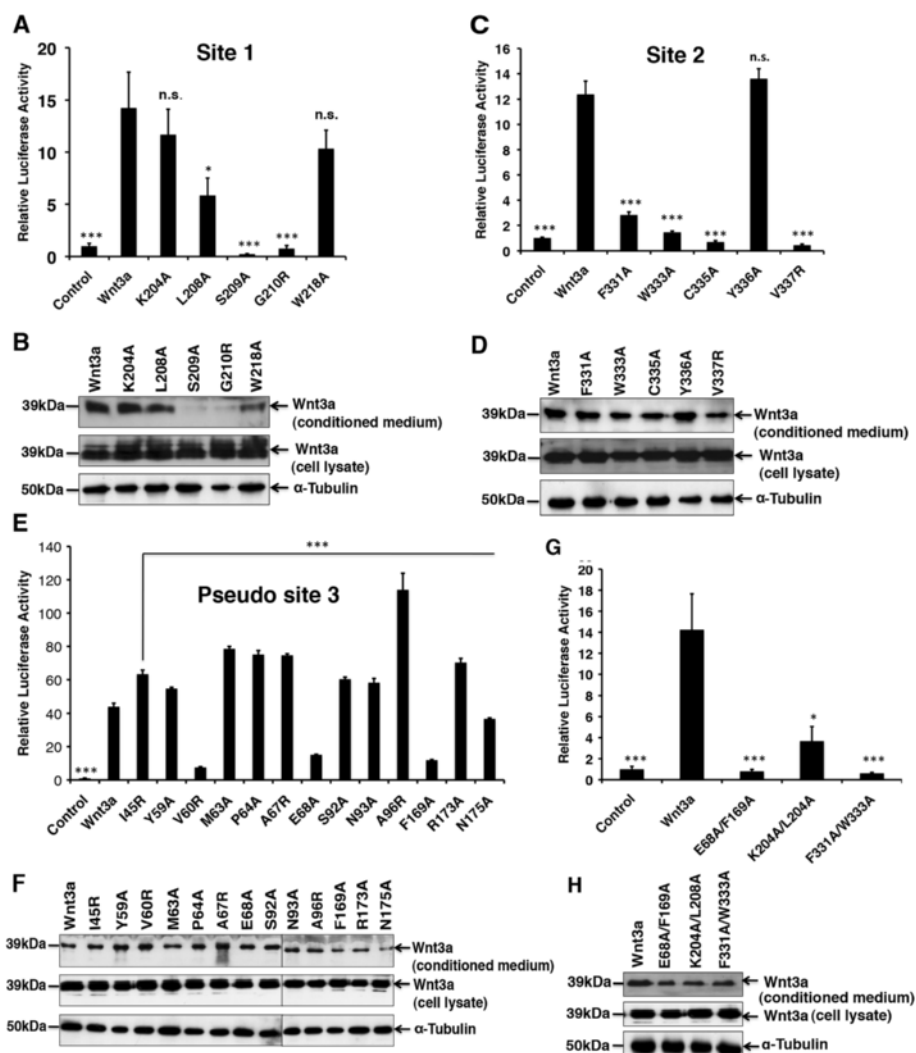 A
Site 1
Relative Luciferase Activity
20
15
10
5
0
***
n.s.
*
***
***
n.s.
Control
Wnt3a
K204A
L208A
S209A
G210R
W218A
C
Site 2
Relative Luciferase Activity
16
14
12
10
8
6
4
2
0
***
***
***
***
n.s.
***
Control
Wnt3a
F331A
W333A
C335A
Y336A
V337R
B
Wnt3a
K204A
L208A
S209A
G210R
W218A
39kDa
Wnt3a
(conditioned medium)
39kDa
Wnt3a
(cell lysate)
50kDa
α-Tubulin
D
Wnt3a
F331A
W333A
C335A
Y336A
V337R
39kDa
Wnt3a
(conditioned medium)
39kDa
Wnt3a
(cell lysate)
50kDa
α-Tubulin
E
Pseudo site 3
Relative Luciferase Activity
140
120
100
80
60
40
20
0
***
***
Control
Wnt3a
I45R
Y59A
V60R
M63A
P64A
A67R
E68A
S92A
N93A
A96R
F169A
R173A
N175A
G
Relative Luciferase Activity
20
18
16
14
12
10
8
6
4
2
0
***
***
*
***
Control
Wnt3a
E68A/F169A
K204A/L204A
F331A/W333A
F
Wnt3a
I45R
Y59A
V60R
M63A
P64A
A67R
E68A
S92A
N93A
A96R
F169A
R173A
N175A
39kDa
Wnt3a
(conditioned medium)
39kDa
Wnt3a
(cell lysate)
50kDa
α-Tubulin
H
Wnt3a
E68A/F169A
K204A/L208A
F331A/W333A
39kDa
Wnt3a
(conditioned medium)
39kDa
Wnt3a (cell lysate)
50kDa
α-Tubulin